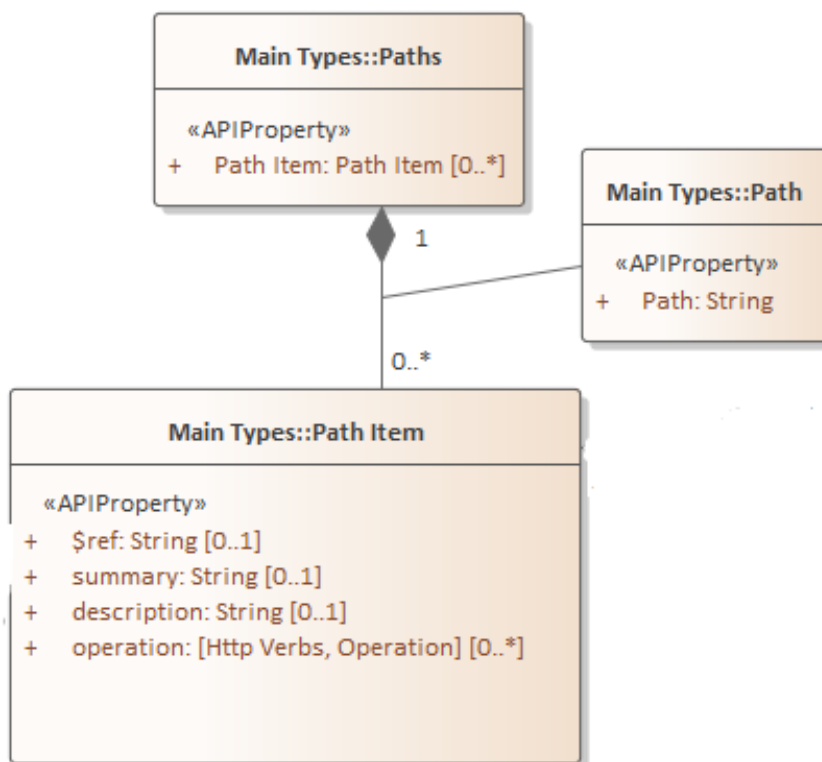 Main Types::Paths
«APIProperty»
+ Path Item: Path Item [0..*]
1
Main Types::Path
«APIProperty»
+ Path: String
0..*
Main Types::Path Item
«APIProperty»
+ $ref: String [0..1]
+ summary: String [0..1]
+ description: String [0..1]
+ operation: [Http Verbs, Operation] [0..*]